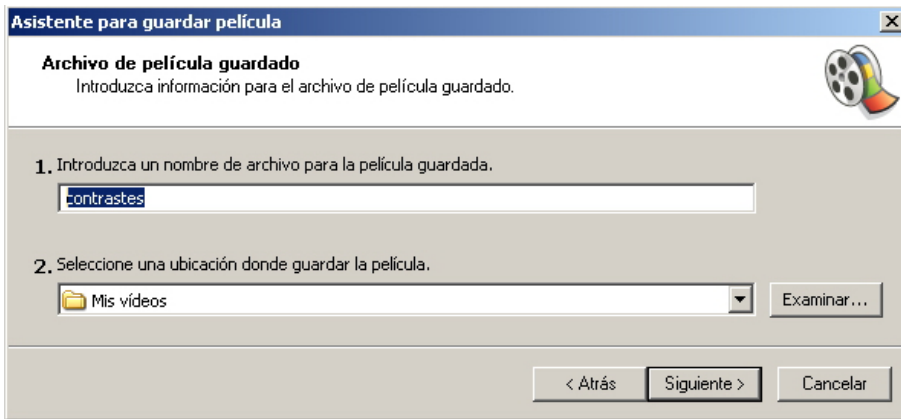 Asistente para guardar película
Archivo de película guardado
Introduzca información para el archivo de película guardado.
1. Introduzca un nombre de archivo para la película guardada.
contrastes
2. Seleccione una ubicación donde guardar la película.
Mis vídeos
Examinar...
< Atrás
Siguiente >
Cancelar